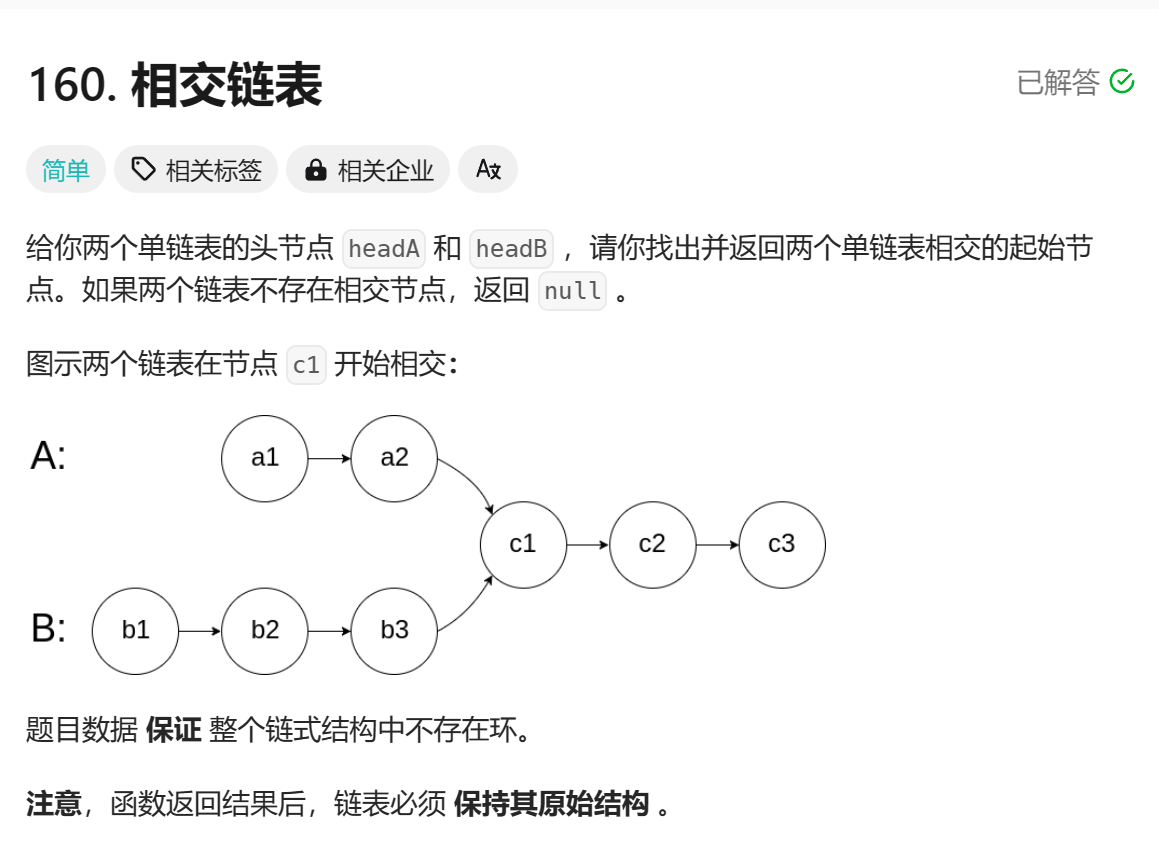 160. 相交链表
已解答
简单
相关标签
相关企业
给你两个单链表的头节点 headA 和 headB ，请你找出并返回两个单链表相交的起始节
点。如果两个链表不存在相交节点，返回 null 。
图示两个链表在节点 c1 开始相交：
A:
a1
a2
c1
c2
c3
B:
b1
b2
b3
题目数据 保证 整个链式结构中不存在环。
注意，函数返回结果后，链表必须 保持其原始结构 。